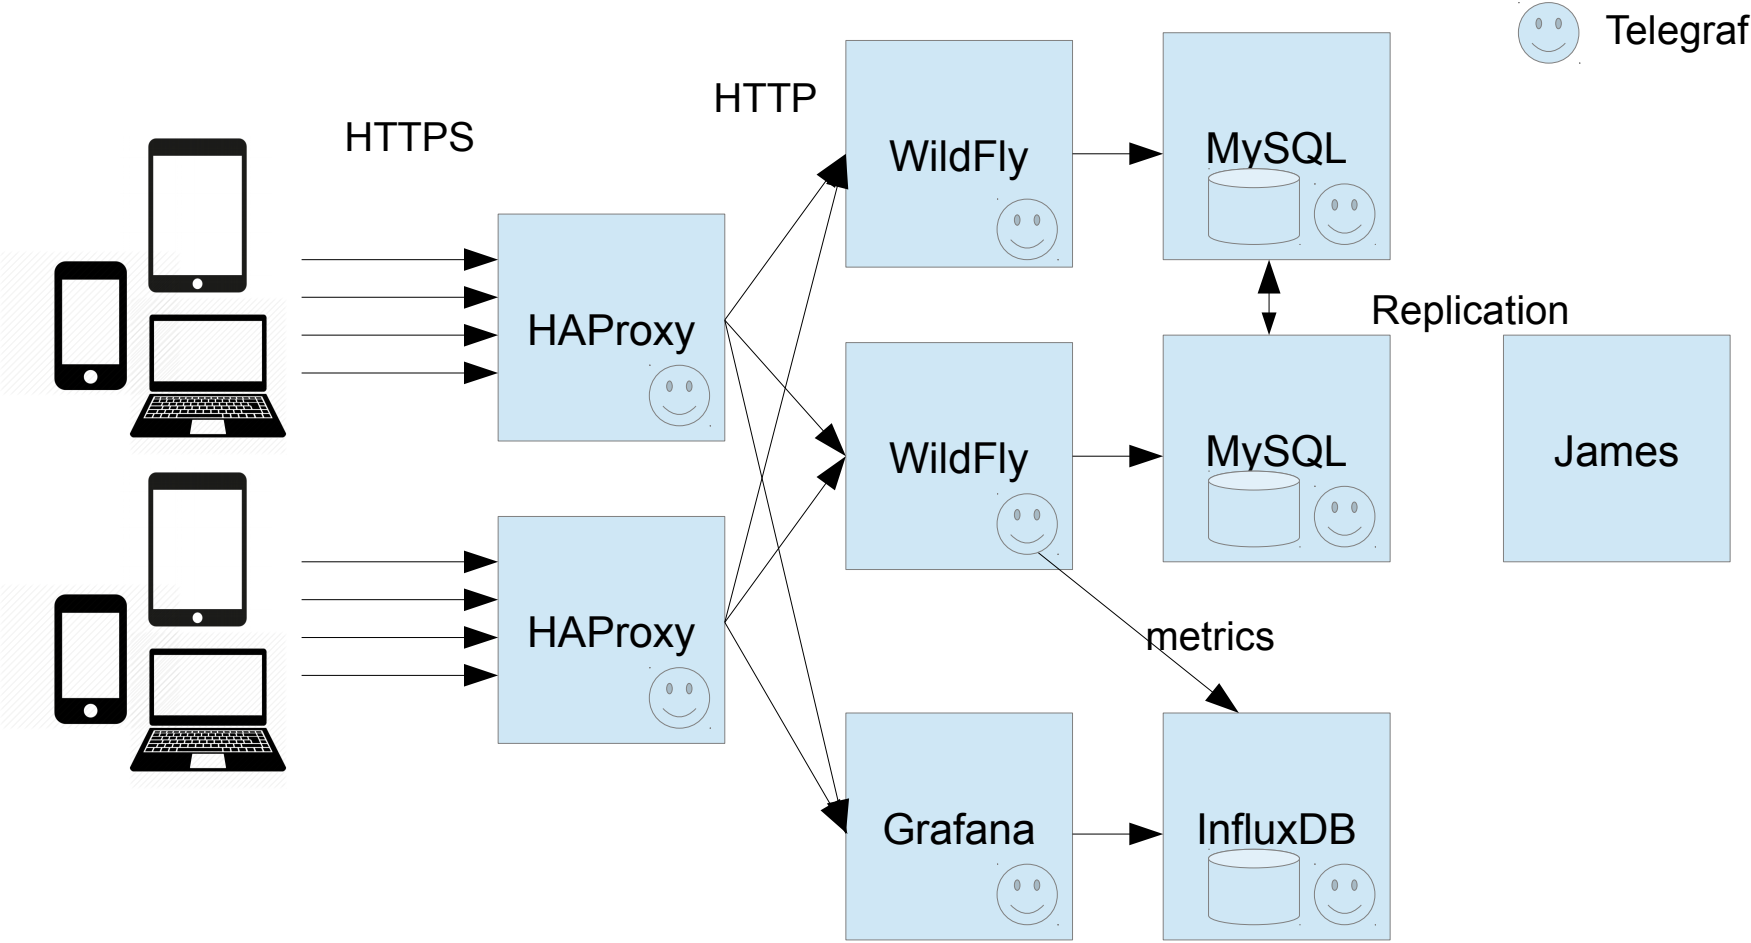 Telegraf
HTTP
HTTPS
WildFly
MySQL
HAProxy
Replication
WildFly
MySQL
James
HAProxy
metrics
Grafana
InfluxDB